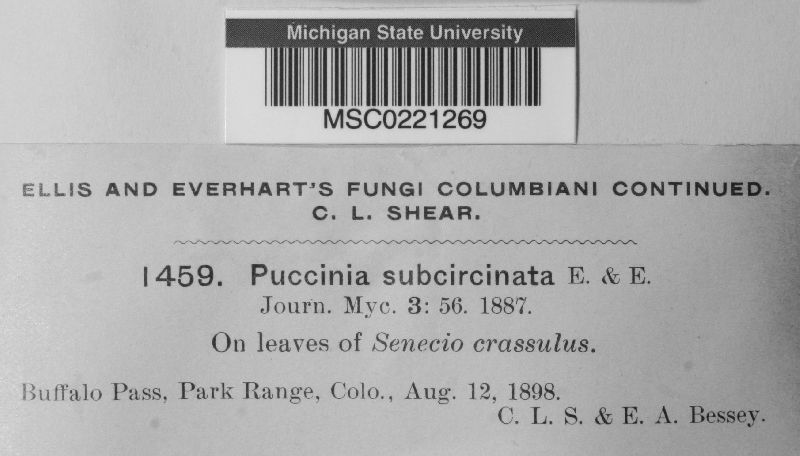 Michigan State University
MSC0221269
ELLIS AND EVERHART'S FUNGI COLUMBIANI CONTINUED.
C. L. SHEAR.
1459. Puccinia subcircinata E. & E.
Journ. Myc. 3: 56. 1887.
On leaves of Senecio crassulus.
Buffalo Pass, Park Range, Colo., Aug. 12, 1898.
C. L. S. & E. A. Bessey.